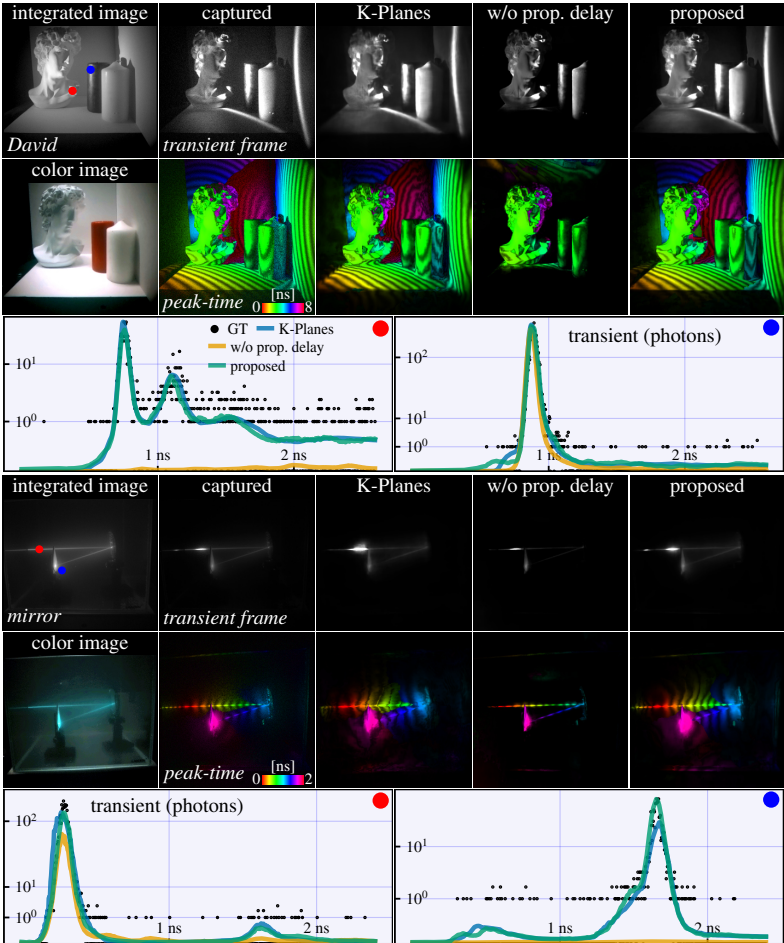 integrated image
captured
K-Planes
w/o prop. delay
proposed
David
transient frame
color image
peak-time
[ns]
0
8
GT
K-Planes
w/o prop. delay
proposed
10¹
10⁰
1 ns
2 ns
transient (photons)
10²
10¹
10⁰
1 ns
2 ns
integrated image
captured
K-Planes
w/o prop. delay
proposed
mirror
transient frame
color image
peak-time
[ns]
0
2
transient (photons)
10²
10¹
10⁰
1 ns
2 ns
10¹
10⁰
1 ns
2 ns